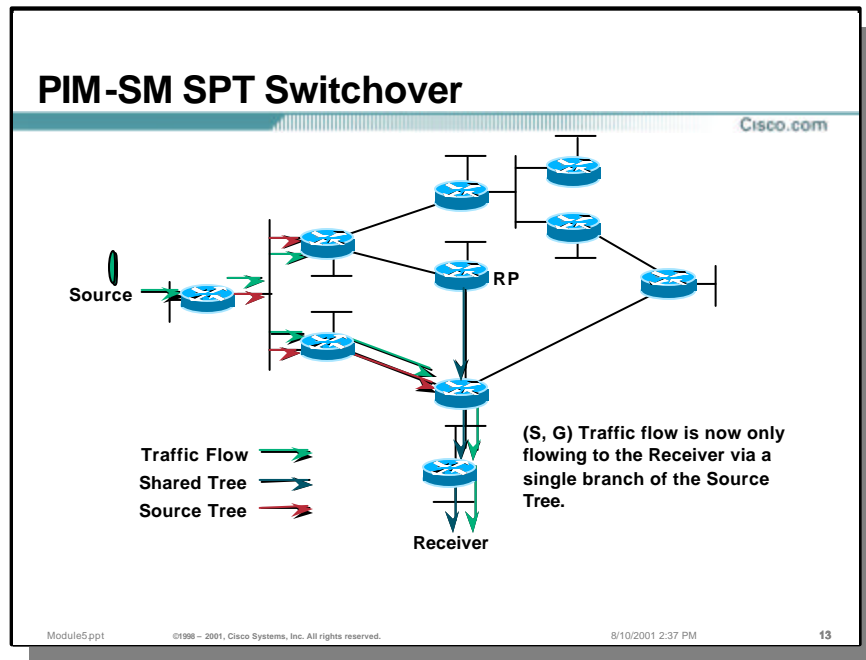 PIM-SM SPT Switchover
Cisco.com
Source
RP
Traffic Flow
Shared Tree
Source Tree
(S, G) Traffic flow is now only
flowing to the Receiver via a
single branch of the Source
Tree.
Receiver
Module5.ppt
©1998 – 2001, Cisco Systems, Inc. All rights reserved.
8/10/2001 2:37 PM
13